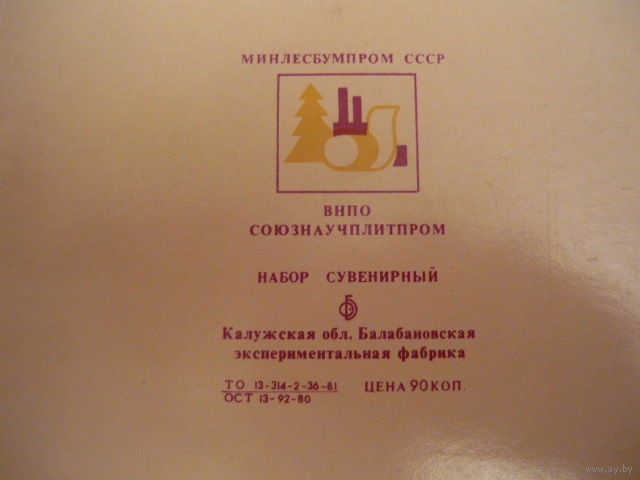 МИНЛЕСБУМПРОМ СССР
ВНПО
СОЮЗНАУЧПЛИТПРОМ
НАБОР СУВЕНИРНЫЙ
Калужская обл. Балабановская
экспериментальная фабрика
ТО 13-314-2-36-81 ЦЕНА 90 КОП.
ОСТ 13-92-80
www.ay.by